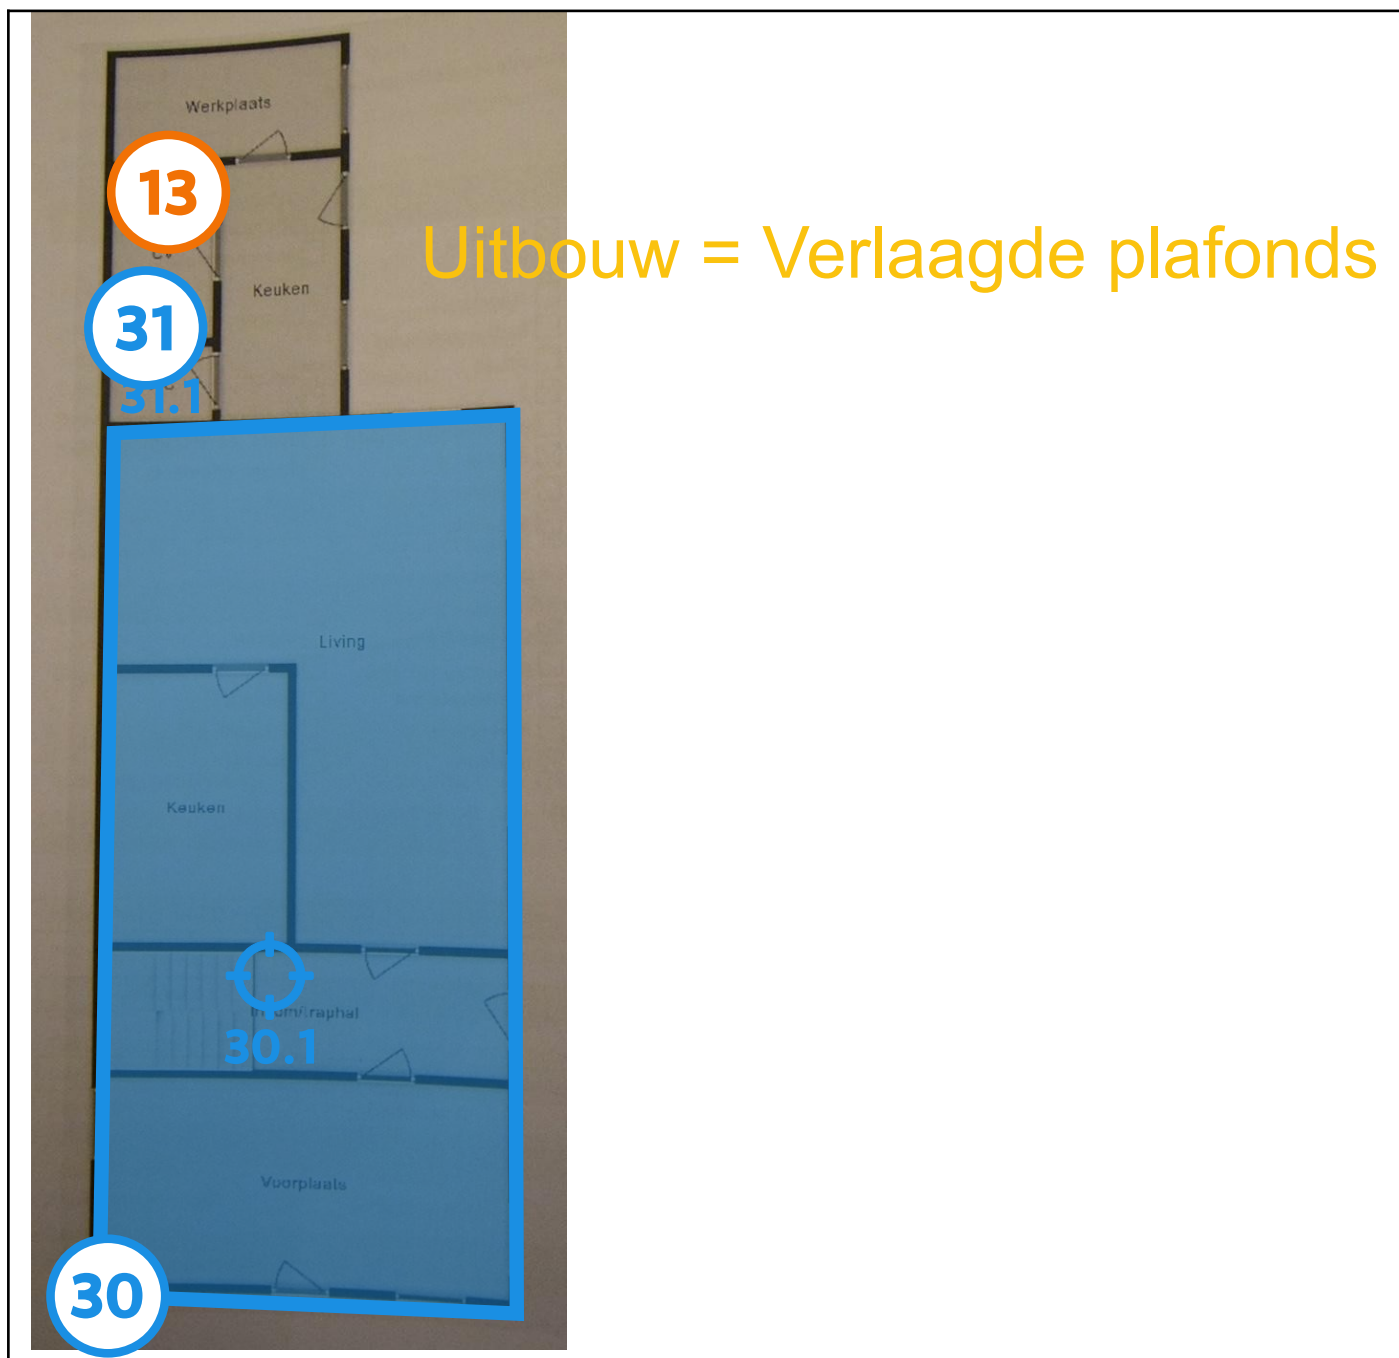 Werkplaats
13
Uitbouw = Verlaagde plafonds
Keuken
31
31.1
Living
Keuken
30.1
Voorplaats
30